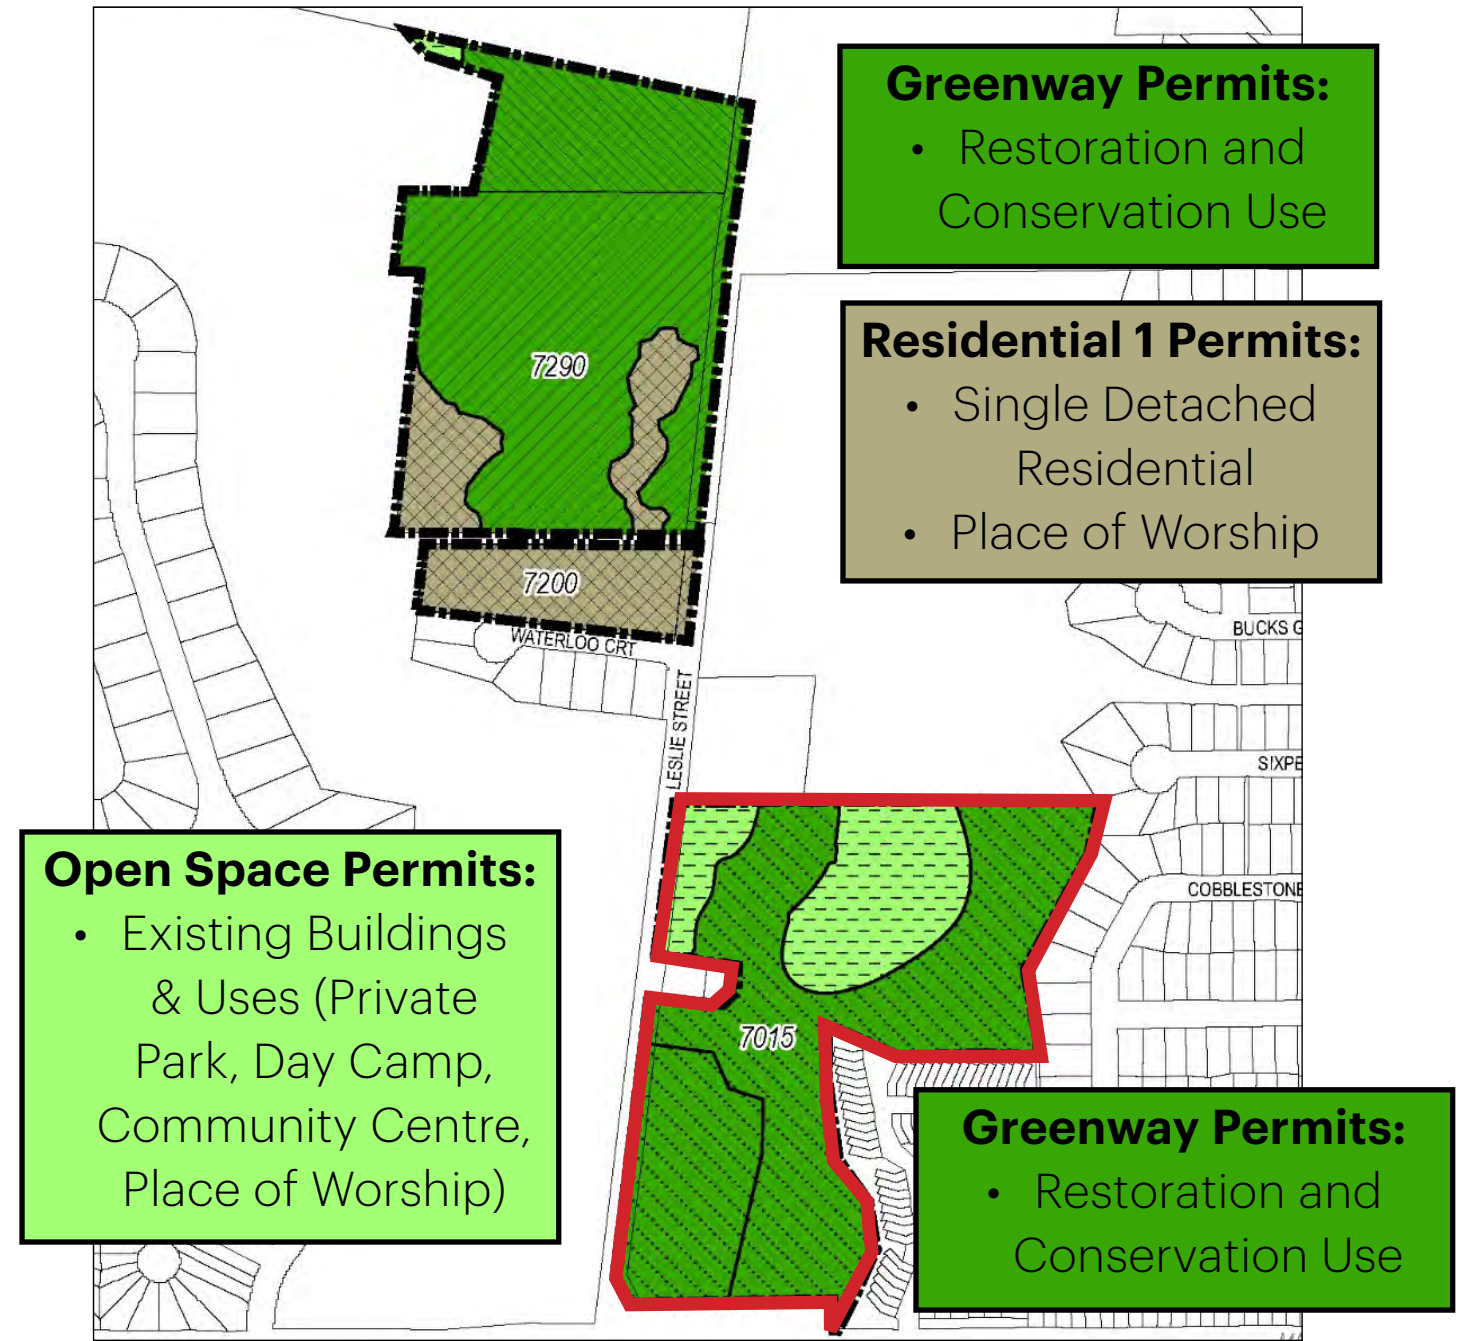 Greenway Permits:
• Restoration and
Conservation Use
Residential 1 Permits:
• Single Detached
Residential
• Place of Worship
7290
7200
WATERLOO CRT
LESLIE STREET
BUCKS G
SIXPE
COBBLESTONE
Open Space Permits:
• Existing Buildings
& Uses (Private
Park, Day Camp,
Community Centre,
Place of Worship)
7015
Greenway Permits:
• Restoration and
Conservation Use